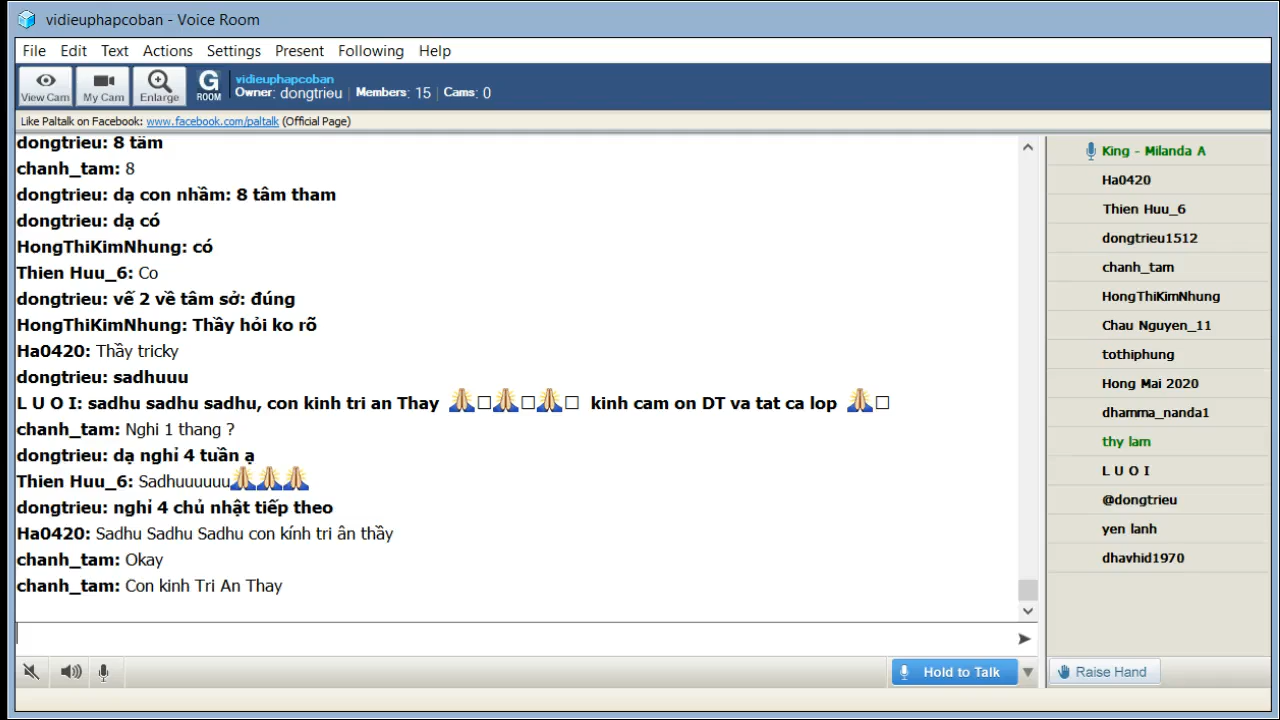 vidieuphapcoban - Voice Room
File Edit Text Actions Settings Present Following Help
View Cam My Cam Enlarge G ROOM
vidieuphapcoban
Owner: dongtrieu | Members: 15 | Cams: 0
Like Paltalk on Facebook: www.facebook.com/paltalk (Official Page)
dongtrieu: 8 tâm
chanh_tam: 8
dongtrieu: dạ con nhầm: 8 tâm tham
dongtrieu: dạ có
HongThiKimNhung: có
Thien Huu_6: Co
dongtrieu: vế 2 về tâm sở: đúng
HongThiKimNhung: Thầy hỏi ko rõ
Ha0420: Thầy tricky
dongtrieu: sadhuuu
L U O I: sadhu sadhu sadhu, con kinh tri an Thay 🙏□🙏□🙏□ kinh cam on DT va tat ca lop 🙏□
chanh_tam: Nghi 1 thang ?
dongtrieu: dạ nghỉ 4 tuần ạ
Thien Huu_6: Sadhuuuuuu🙏🙏🙏
dongtrieu: nghỉ 4 chủ nhật tiếp theo
Ha0420: Sadhu Sadhu Sadhu con kính tri ân thầy
chanh_tam: Okay
chanh_tam: Con kinh Tri An Thay
Hold to Talk
King - Milanda A
Ha0420
Thien Huu_6
dongtrieu1512
chanh_tam
HongThiKimNhung
Chau Nguyen_11
tothiphung
Hong Mai 2020
dhamma_nanda1
thy lam
L U O I
@dongtrieu
yen lanh
dhavhid1970
Raise Hand